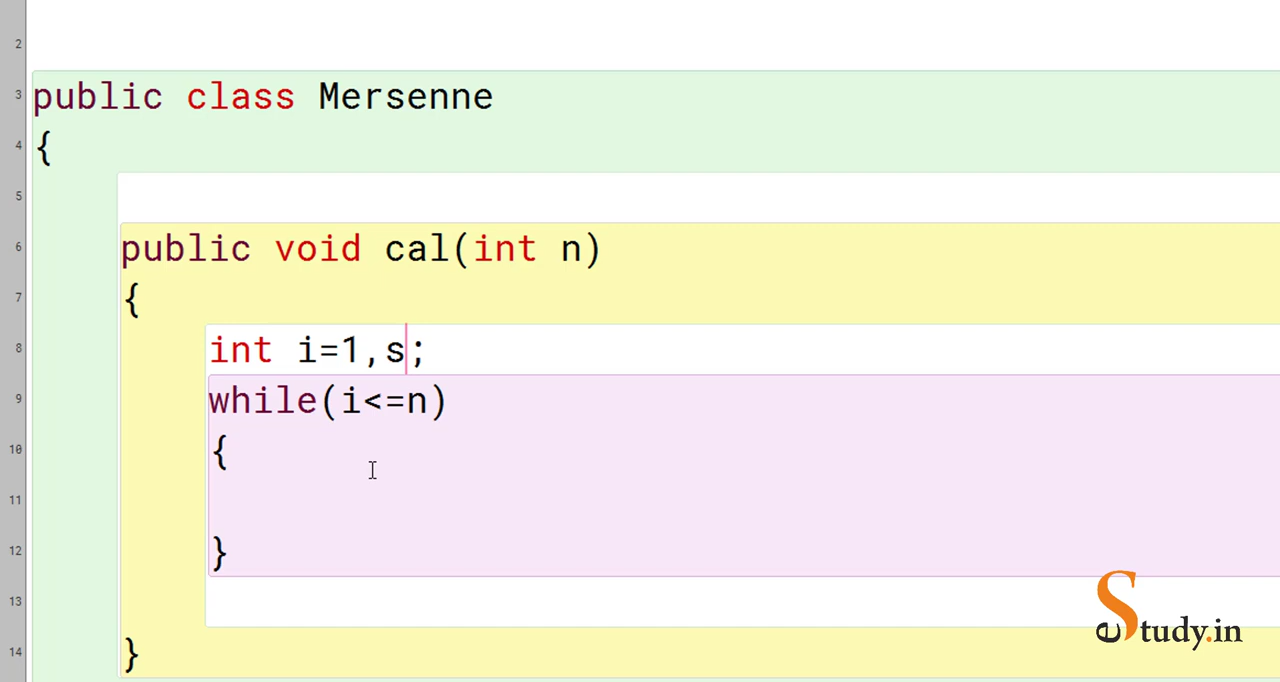 2
3 public class Mersenne
4 {
5
6 public void cal(int n)
7 {
8 int i=1,s;
9 while(i<=n)
10 {
11
12 }
13
14 }
eStudy.in